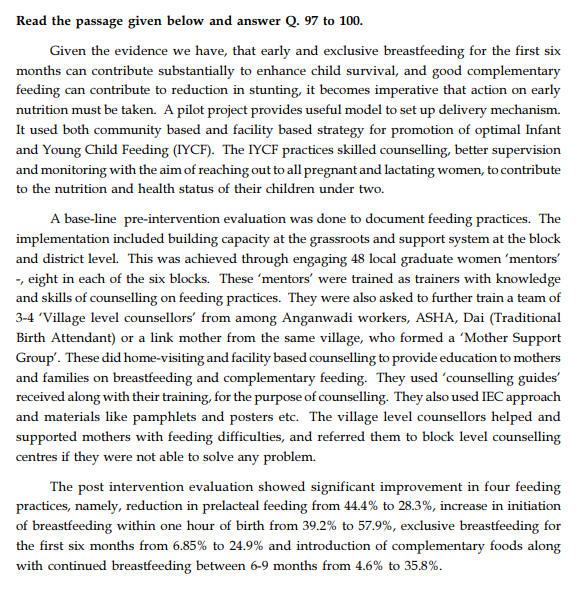 Read the passage given below and answer Q. 97 to 100.
Given the evidence we have, that early and exclusive breastfeeding for the first six
months can contribute substantially to enhance child survival, and good complementary
feeding can contribute to reduction in stunting, it becomes imperative that action on early
nutrition must be taken. A pilot project provides useful model to set up delivery mechanism.
It used both community based and facility based strategy for promotion of optimal Infant
and Young Child Feeding (IYCF). The IYCF practices skilled counselling, better supervision
and monitoring with the aim of reaching out to all pregnant and lactating women, to contribute
to the nutrition and health status of their children under two.
A base-line pre-intervention evaluation was done to document feeding practices. The
implementation included building capacity at the grassroots and support system at the block
and district level. This was achieved through engaging 48 local graduate women ‘mentors’
-, eight in each of the six blocks. These ‘mentors’ were trained as trainers with knowledge
and skills of counselling on feeding practices. They were also asked to further train a team of
3-4 ‘Village level counsellors’ from among Anganwadi workers, ASHA, Dai (Traditional
Birth Attendant) or a link mother from the same village, who formed a ‘Mother Support
Group’. These did home-visiting and facility based counselling to provide education to mothers
and families on breastfeeding and complementary feeding. They used ‘counselling guides’
received along with their training, for the purpose of counselling. They also used IEC approach
and materials like pamphlets and posters etc. The village level counsellors helped and
supported mothers with feeding difficulties, and referred them to block level counselling
centres if they were not able to solve any problem.
The post intervention evaluation showed significant improvement in four feeding
practices, namely, reduction in prelacteal feeding from 44.4% to 28.3%, increase in initiation
of breastfeeding within one hour of birth from 39.2% to 57.9%, exclusive breastfeeding for
the first six months from 6.85% to 24.9% and introduction of complementary foods along
with continued breastfeeding between 6-9 months from 4.6% to 35.8%.